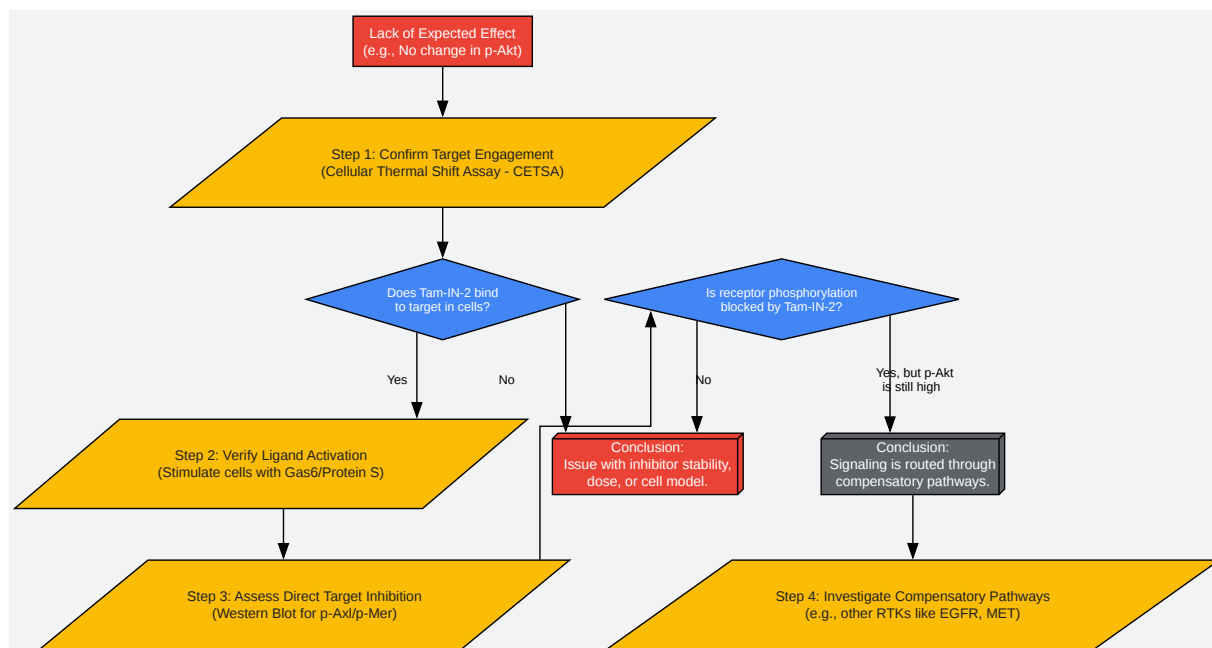 Lack of Expected Effect
(e.g., No change in p-Akt)
Step 1: Confirm Target Engagement
(Cellular Thermal Shift Assay - CETSA)
Does Tam-IN-2 bind
to target in cells?
Is receptor phosphorylation
blocked by Tam-IN-2?
Yes
No
No
Yes, but p-Akt
is still high
Step 2: Verify Ligand Activation
(Stimulate cells with Gas6/Protein S)
Conclusion:
Issue with inhibitor stability,
dose, or cell model.
Conclusion:
Signaling is routed through
compensatory pathways.
Step 3: Assess Direct Target Inhibition
(Western Blot for p-Axl/p-Mer)
Step 4: Investigate Compensatory Pathways
(e.g., other RTKs like EGFR, MET)